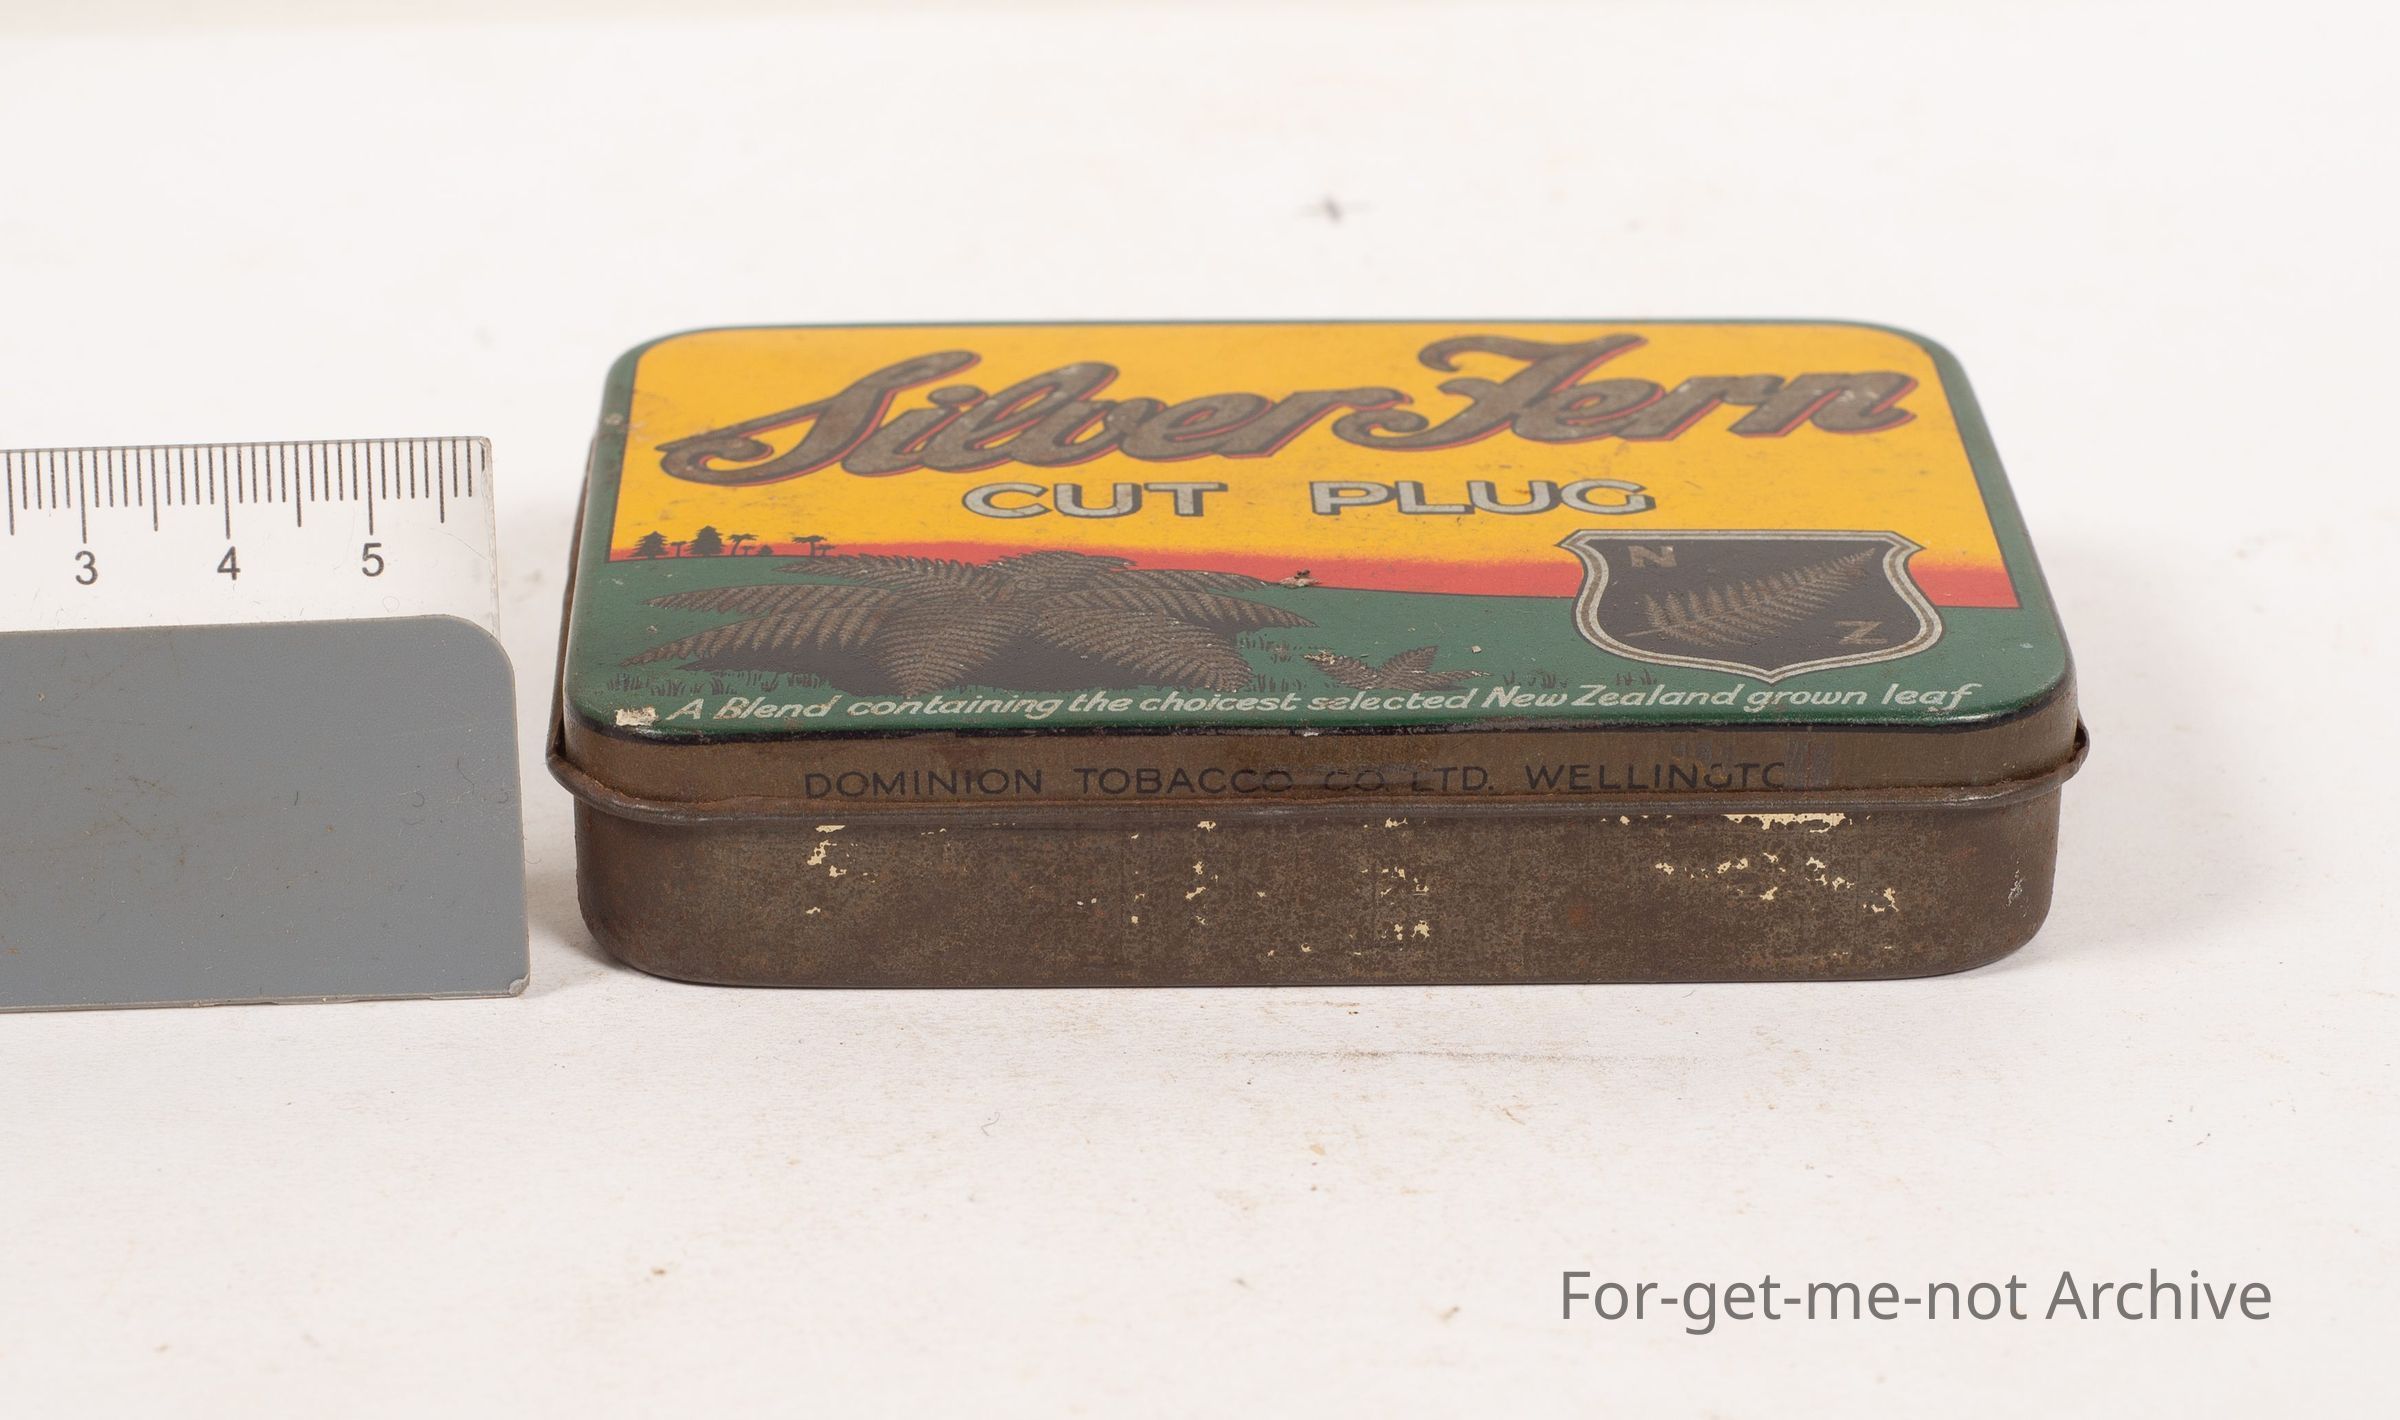 Silver Fern
CUT PLUG
N
Z
A Blend containing the choicest selected New Zealand grown leaf
DOMINION TOBACCO CO. LTD. WELLINGTO
3 4 5
For-get-me-not Archive